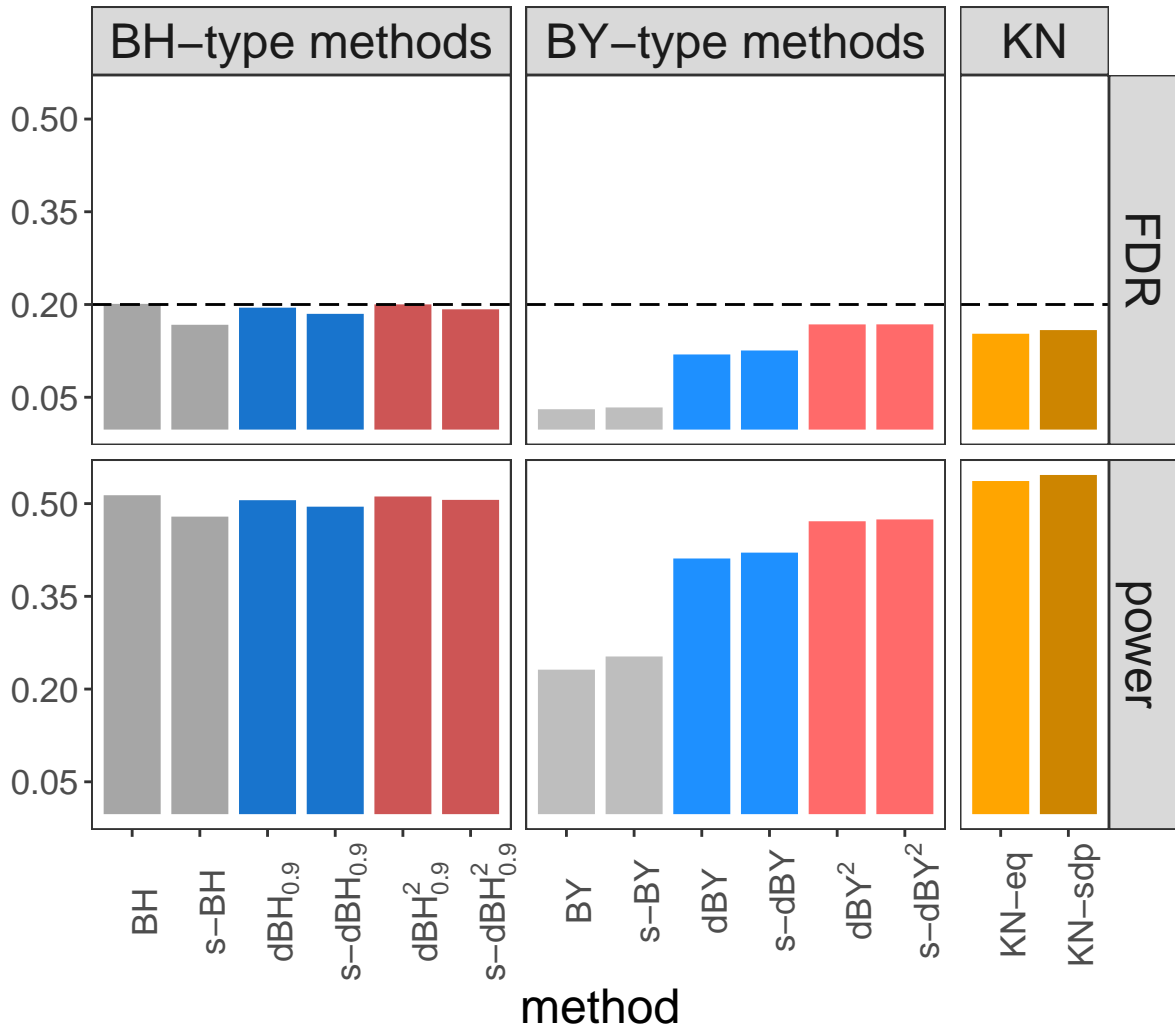 BH−type methods
BY−type methods
KN
0.50
0.35
0.20
0.05
FDR
0.50
0.35
0.20
0.05
power
BH
s−BH
dBH0.9
s−dBH0.9
dBH²0.9
s−dBH²0.9
BY
s−BY
dBY
s−dBY
dBY²
s−dBY²
KN−eq
KN−sdp
method